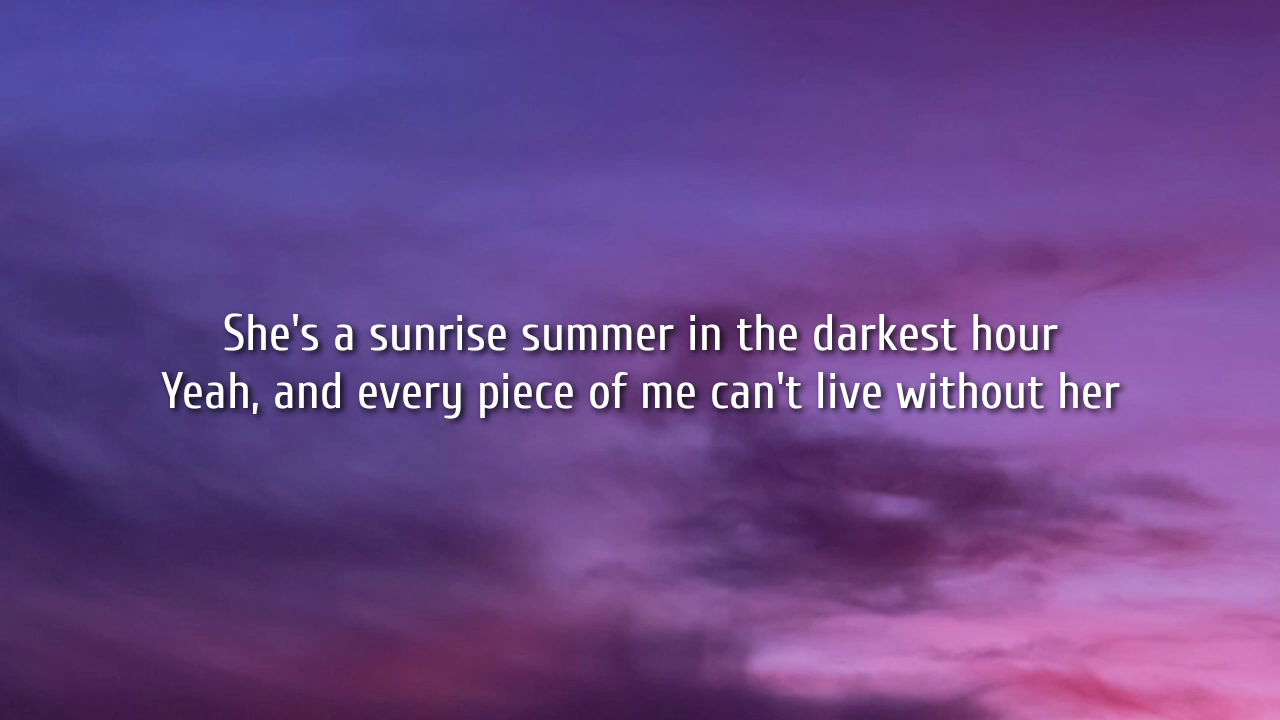 She's a sunrise summer in the darkest hour
Yeah, and every piece of me can't live without her